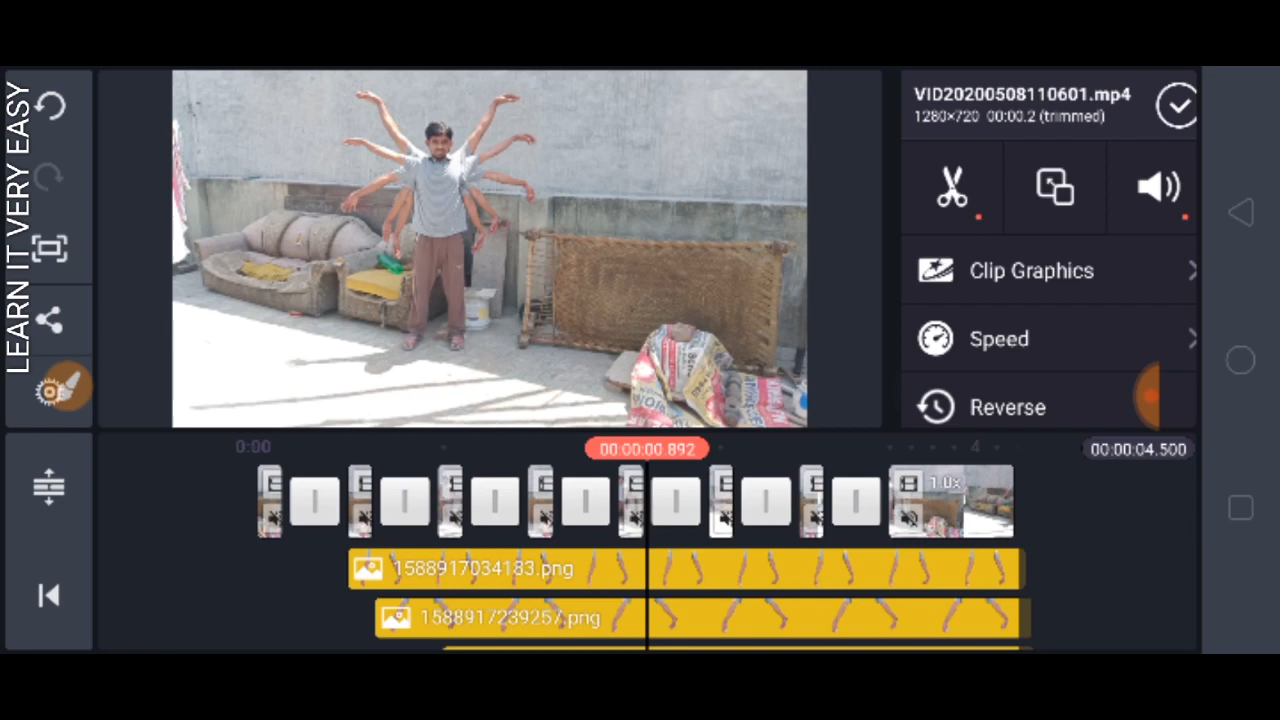 LEARN IT VERY EASY
VID20200508110601.mp4
1280×720 00:00.2 (trimmed)
Clip Graphics
Speed
Reverse
0:00
00:00:00.892
4
00:00:04.500
1.0x
1588917034183.png
1588917239257.png